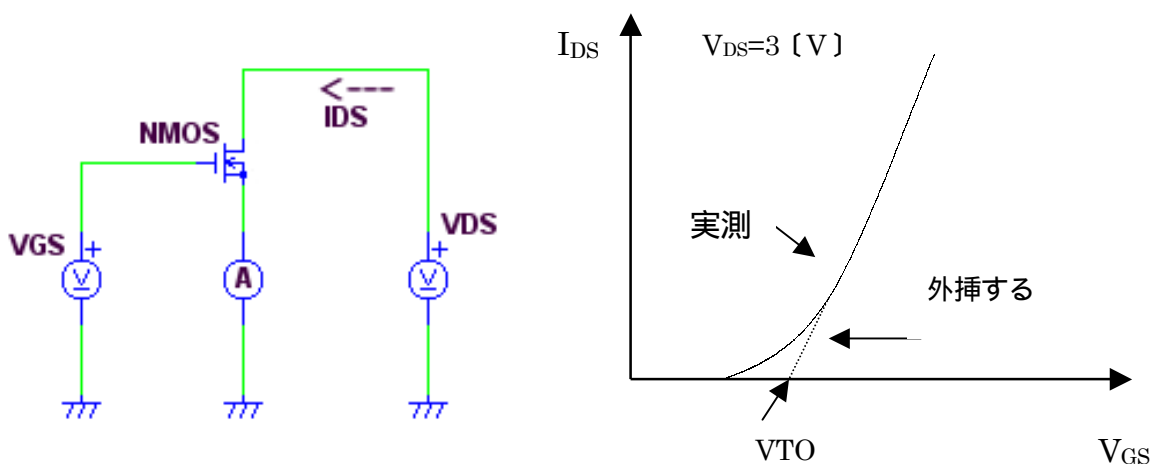 NMOS
<---
IDS
VGS
+
V
A
VDS
+
V
IDS
VDS=3〔V〕
実測
外挿する
VTO
VGS